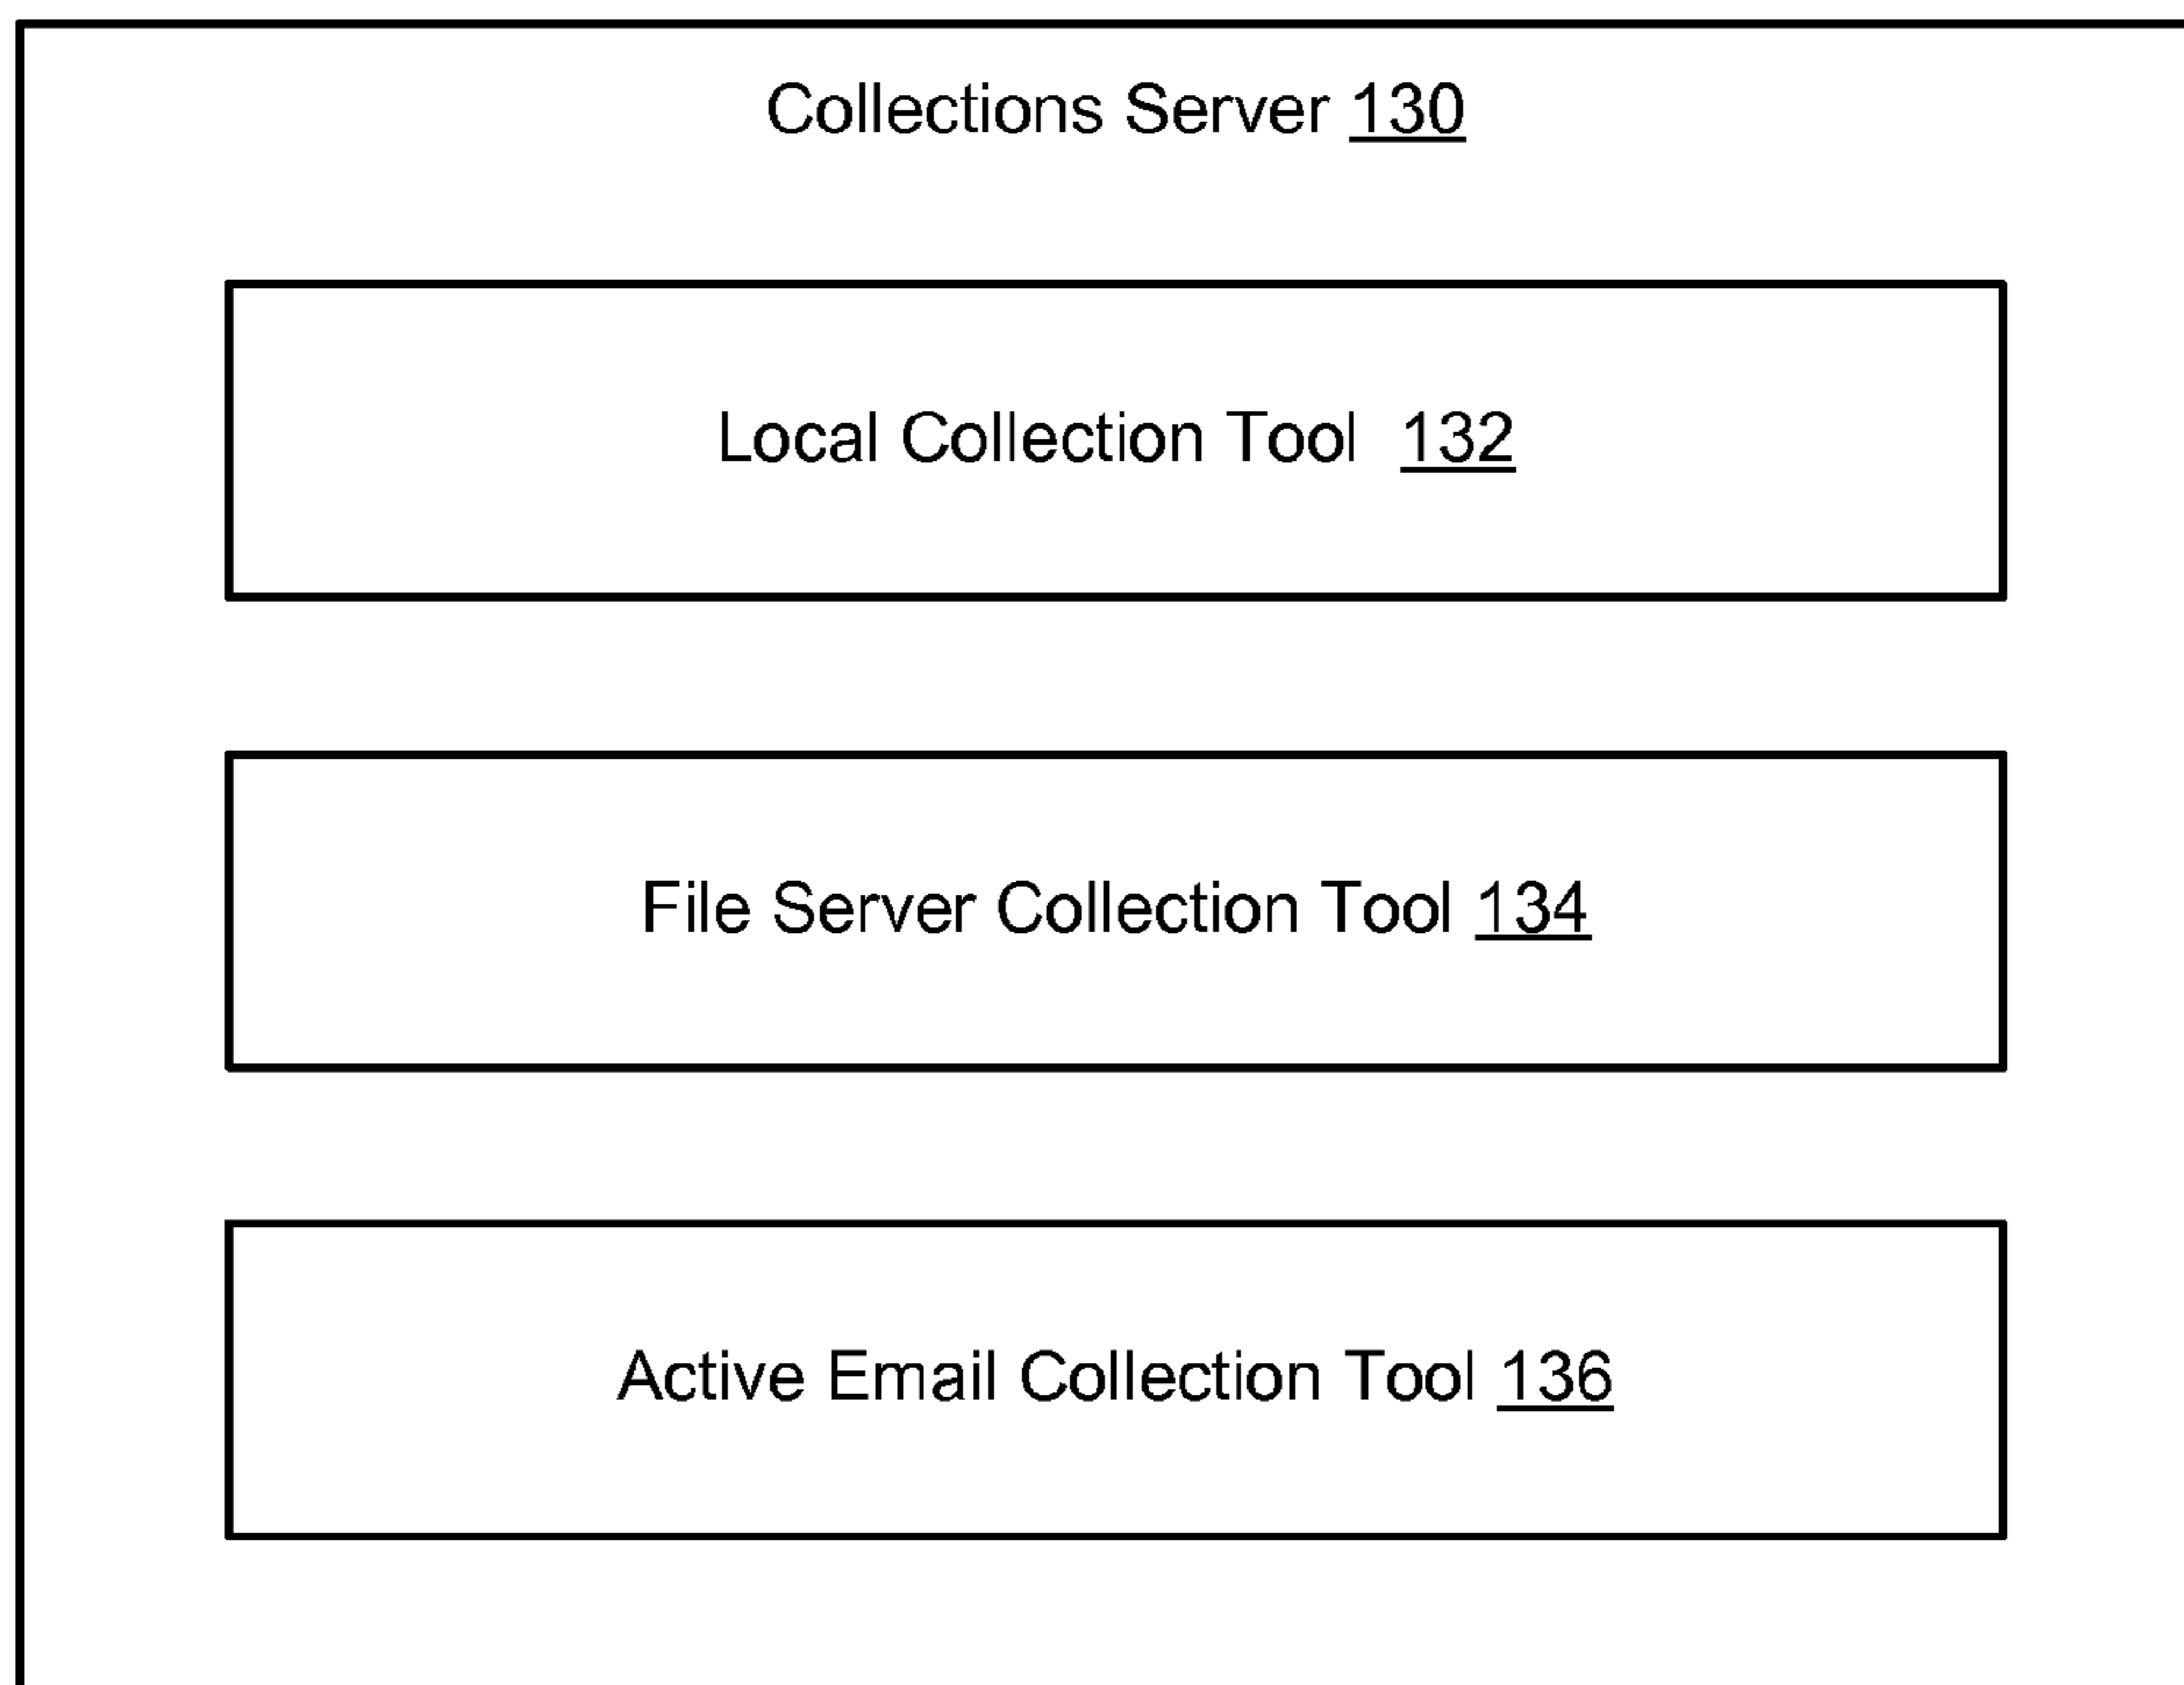 Collections Server 130
Local Collection Tool 132
File Server Collection Tool 134
Active Email Collection Tool 136